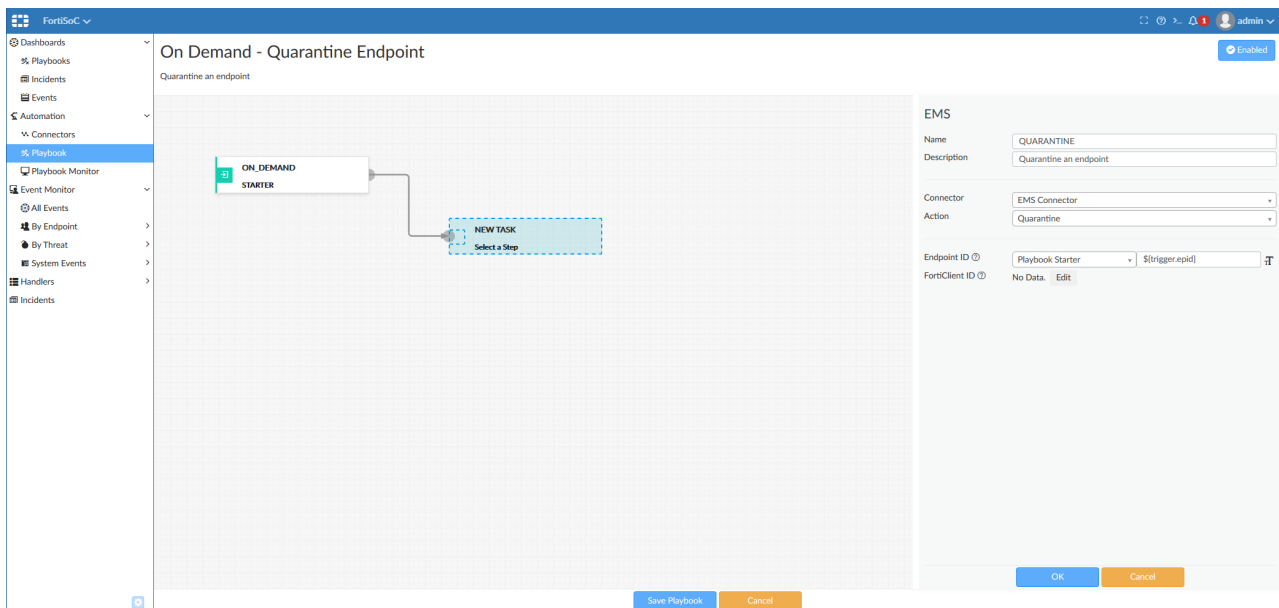 FortiSoC
1
admin
Dashboards
Playbooks
Incidents
Events
Automation
Connectors
Playbook
Playbook Monitor
Event Monitor
All Events
By Endpoint
By Threat
System Events
Handlers
Incidents
On Demand - Quarantine Endpoint
Enabled
Quarantine an endpoint
ON_DEMAND
STARTER
NEW TASK
Select a Step
EMS
Name QUARANTINE
Description Quarantine an endpoint
Connector EMS Connector
Action Quarantine
Endpoint ID Playbook Starter ${trigger.epid}
FortiClient ID No Data. Edit
OK Cancel
Save Playbook Cancel